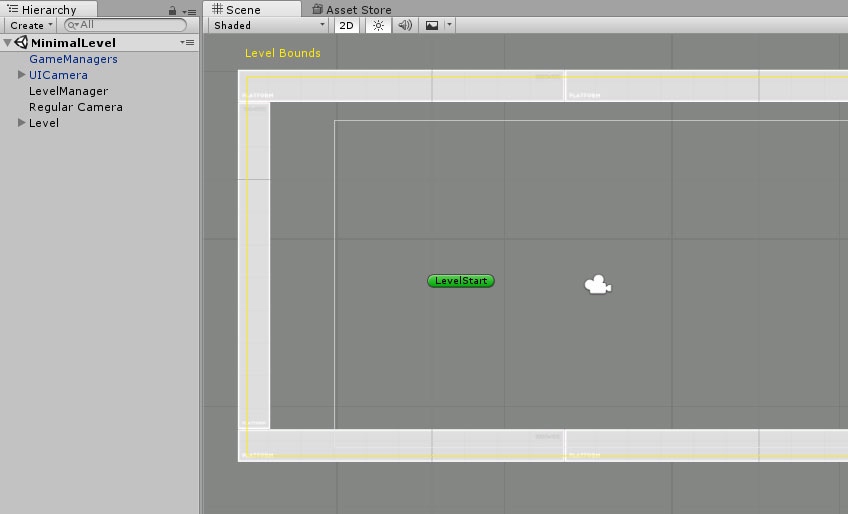 Hierarchy
Create
All
MinimalLevel
GameManagers
UICamera
LevelManager
Regular Camera
Level
Scene
Asset Store
Shaded
2D
Level Bounds
PLATFORM
PLATFORM
LevelStart
PLATFORM
PLATFORM
PLATFORM